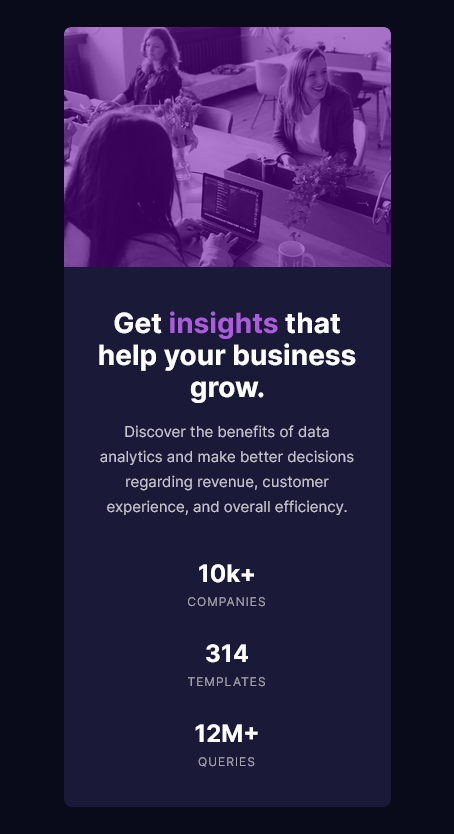 Get insights that
help your business
grow.
Discover the benefits of data
analytics and make better decisions
regarding revenue, customer
experience, and overall efficiency.
10k+
COMPANIES
314
TEMPLATES
12M+
QUERIES